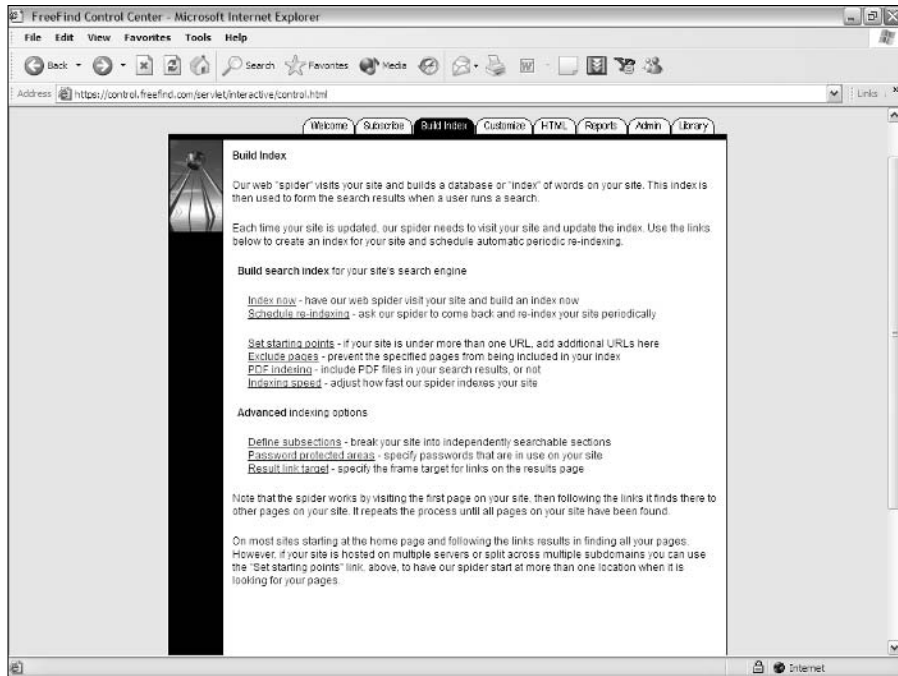 FreeFind Control Center - Microsoft Internet Explorer
File Edit View Favorites Tools Help
Back Search Favorites Media
Address https://control.freefind.com/servlet/interactive/control.html Links
Welcome Subscribe Build Index Customize HTML Reports Admin Library
Build Index
Our web "spider" visits your site and builds a database or "index" of words on your site. This index is
then used to form the search results when a user runs a search.
Each time your site is updated, our spider needs to visit your site and update the index. Use the links
below to create an index for your site and schedule automatic periodic re-indexing.
Build search index for your site's search engine
Index now - have our web spider visit your site and build an index now
Schedule re-indexing - ask our spider to come back and re-index your site periodically
Set starting points - if your site is under more than one URL, add additional URLs here
Exclude pages - prevent the specified pages from being included in your index
PDF indexing - include PDF files in your search results, or not
Indexing speed - adjust how fast our spider indexes your site
Advanced indexing options
Define subsections - break your site into independently searchable sections
Password protected areas - specify passwords that are in use on your site
Result link target - specify the frame target for links on the results page
Note that the spider works by visiting the first page on your site, then following the links it finds there to
other pages on your site. It repeats the process until all pages on your site have been found.
On most sites starting at the home page and following the links results in finding all your pages.
However, if your site is hosted on multiple servers or split across multiple subdomains you can use
the "Set starting points" link, above, to have our spider start at more than one location when it is
looking for your pages.
Internet